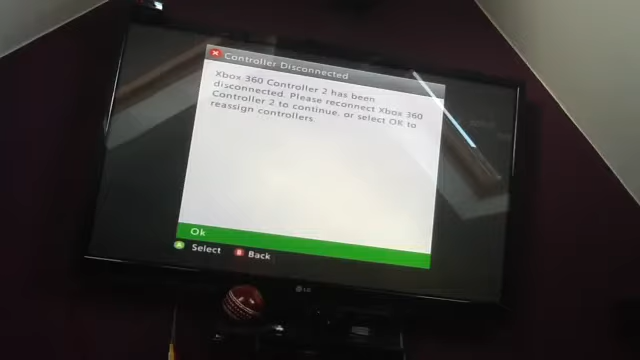 Controller Disconnected
Xbox 360 Controller 2 has been
disconnected. Please reconnect Xbox 360
Controller 2 to continue, or select OK to
reassign controllers.
Ok
A Select B Back
LG